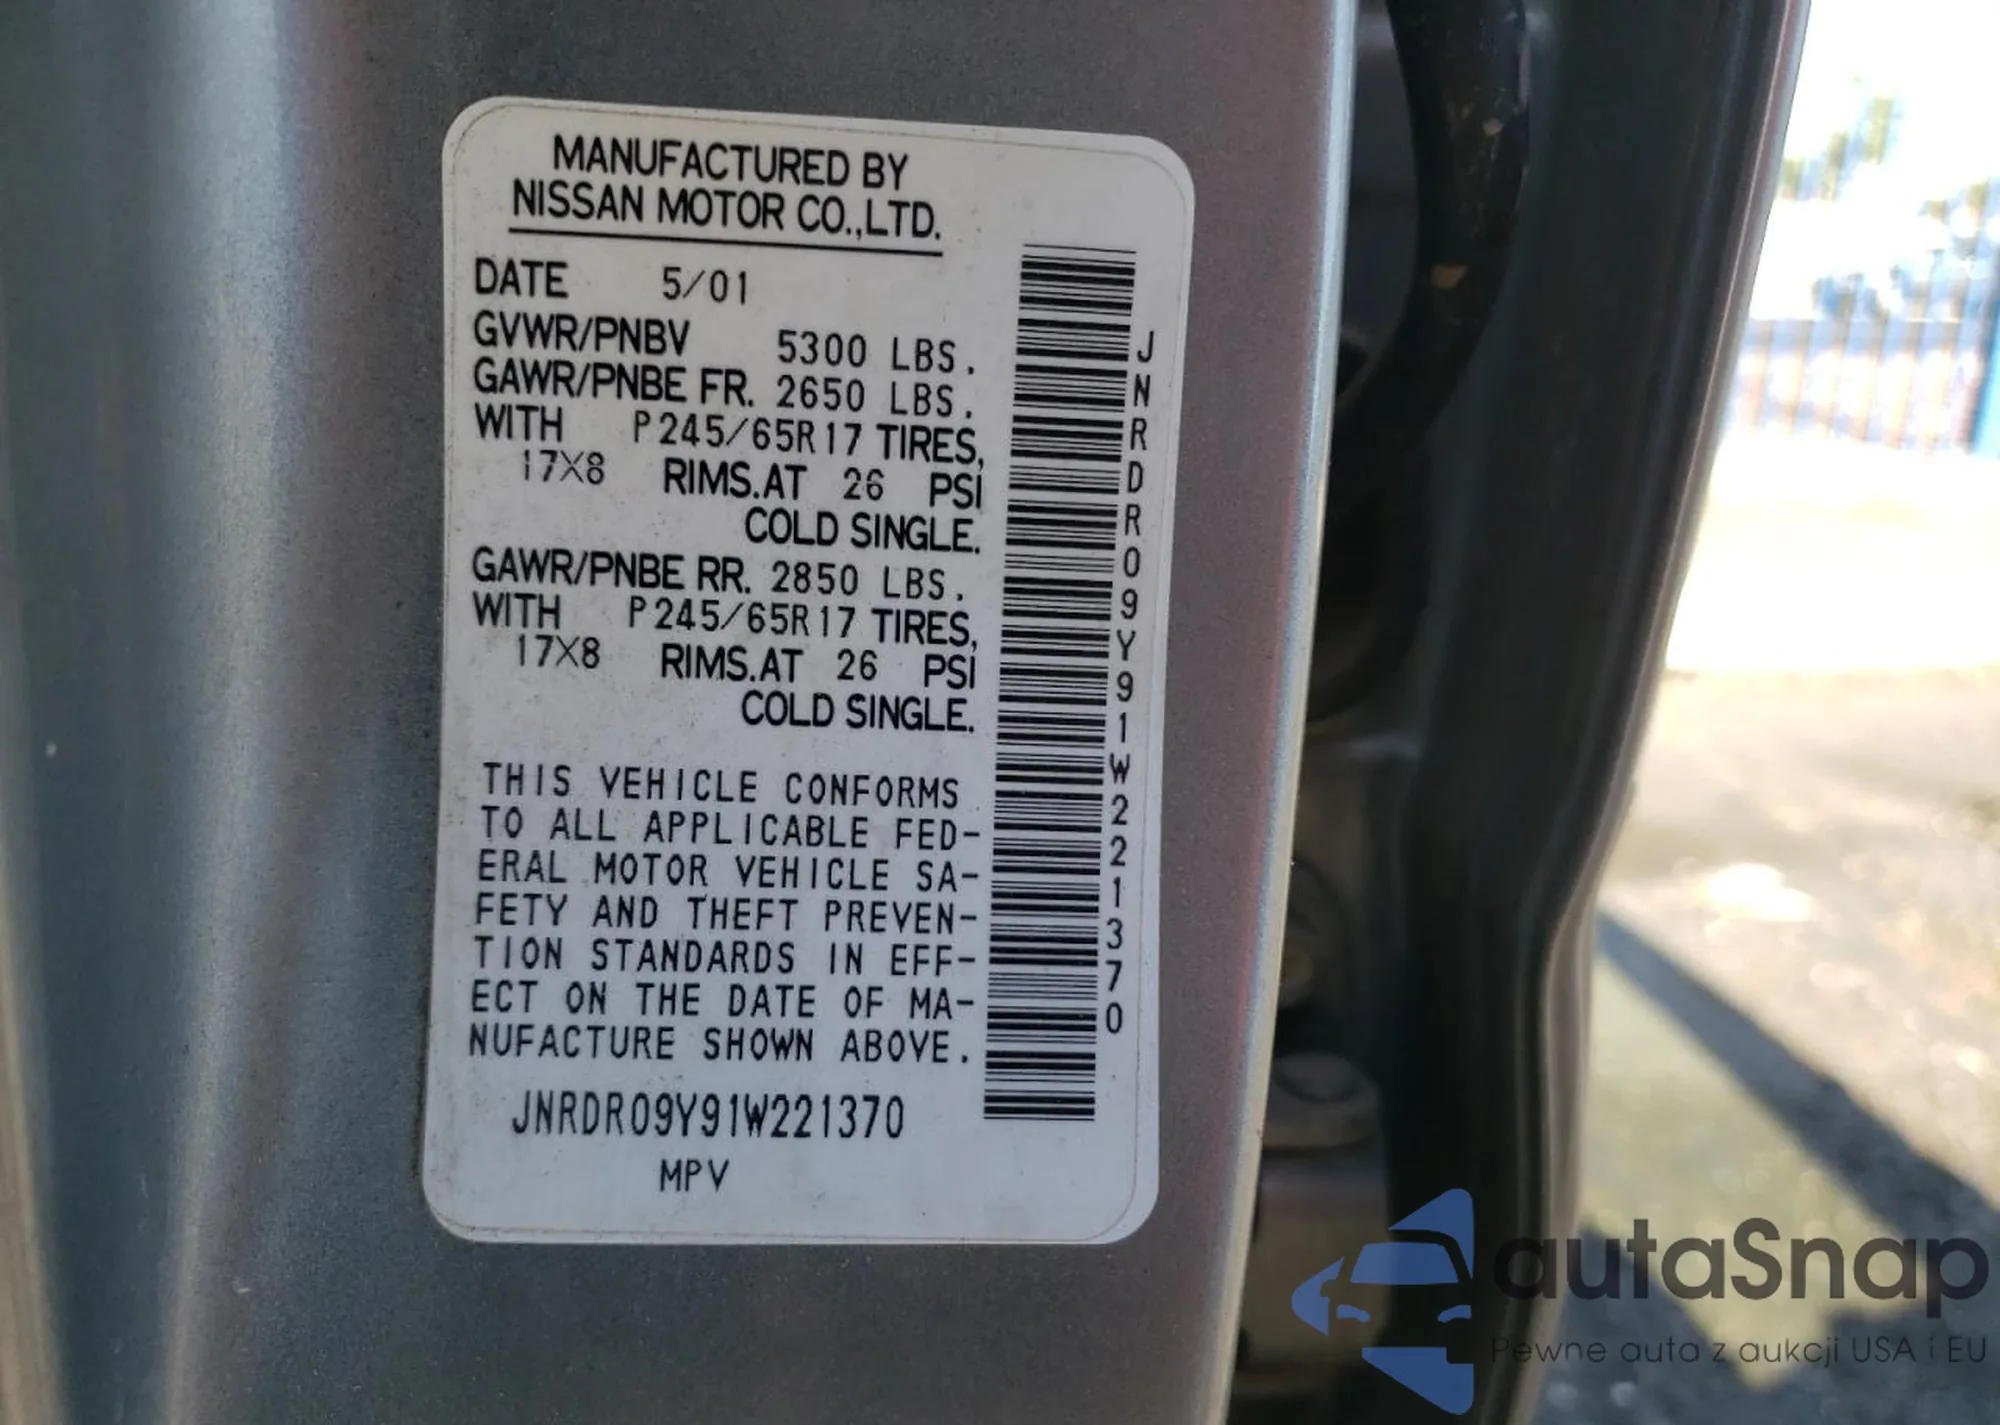 MANUFACTURED BY
NISSAN MOTOR CO.,LTD.
DATE 5/01
GVWR/PNBV 5300 LBS.
GAWR/PNBE FR. 2650 LBS.
WITH P245/65R17 TIRES,
17X8 RIMS.AT 26 PSI
COLD SINGLE.
GAWR/PNBE RR. 2850 LBS.
WITH P245/65R17 TIRES,
17X8 RIMS.AT 26 PSI
COLD SINGLE.
THIS VEHICLE CONFORMS
TO ALL APPLICABLE FED-
ERAL MOTOR VEHICLE SA-
FETY AND THEFT PREVEN-
TION STANDARDS IN EFF-
ECT ON THE DATE OF MA-
NUFACTURE SHOWN ABOVE.
JNRDR09Y91W221370
MPV
JNRDR09Y91W221370
autaSnap
Pewne auta z aukcji USA i EU